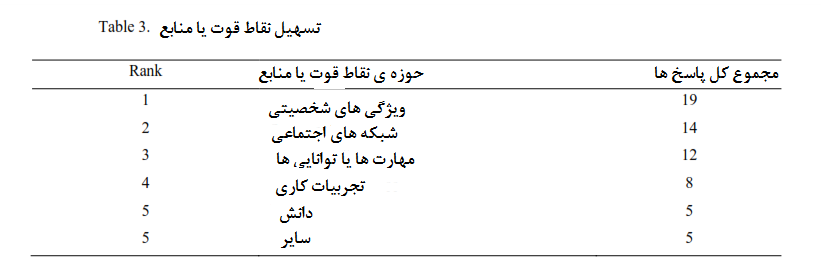 Table 3. تسهیل نقاط قوت یا منابع
Rank حوزه ی نقاط قوت یا منابع مجموع کل پاسخ ها
1 ویژگی های شخصیتی 19
2 شبکه های اجتماعی 14
3 مهارت ها یا توانایی ها 12
4 تجربیات کاری 8
5 دانش 5
5 سایر 5